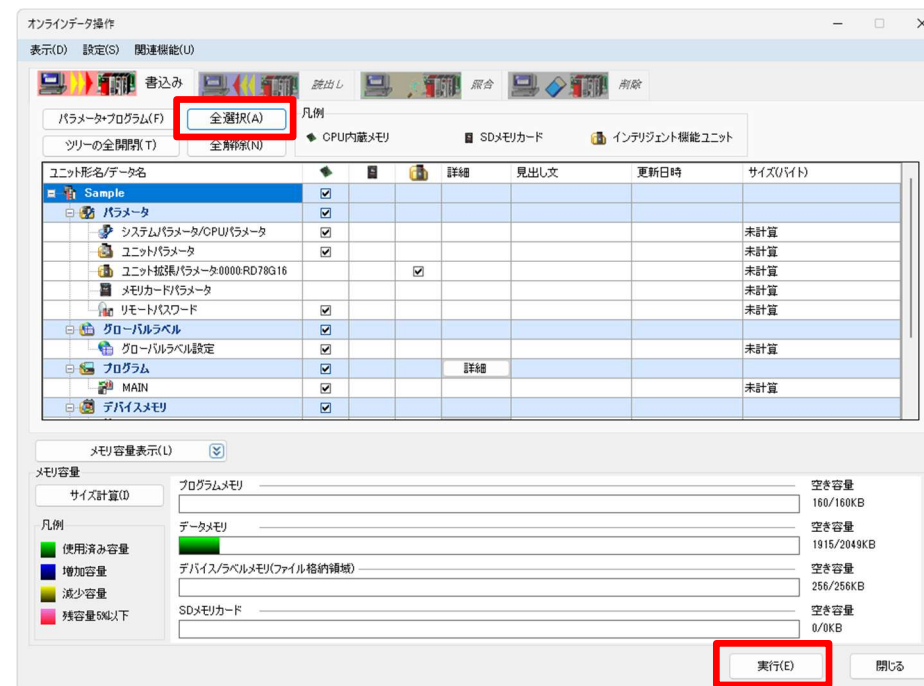 オンラインデータ操作
表示(D) 設定(S) 関連機能(U)
書込み 読出し 照合 削除
パラメータ+プログラム(F) 全選択(A) 凡例
CPU内蔵メモリ SDメモリカード インテリジェント機能ユニット
ツリーの全開閉(T) 全解除(N)
ユニット形名/データ名 詳細 見出し文 更新日時 サイズ(バイト)
Sample
パラメータ
システムパラメータ/CPUパラメータ 未計算
ユニットパラメータ 未計算
ユニット拡張パラメータ:0000:RD78G16 未計算
メモリカードパラメータ 未計算
リモートパスワード 未計算
グローバルラベル
グローバルラベル設定 未計算
プログラム 詳細
MAIN 未計算
デバイスメモリ
メモリ容量表示(L)
メモリ容量
サイズ計算(I)
プログラムメモリ 空き容量
160/160KB
凡例
使用済み容量
増加容量
減少容量
残容量5%以下
データメモリ 空き容量
1915/2049KB
デバイス/ラベルメモリ(ファイル格納領域) 空き容量
256/256KB
SDメモリカード 空き容量
0/0KB
実行(E) 閉じる